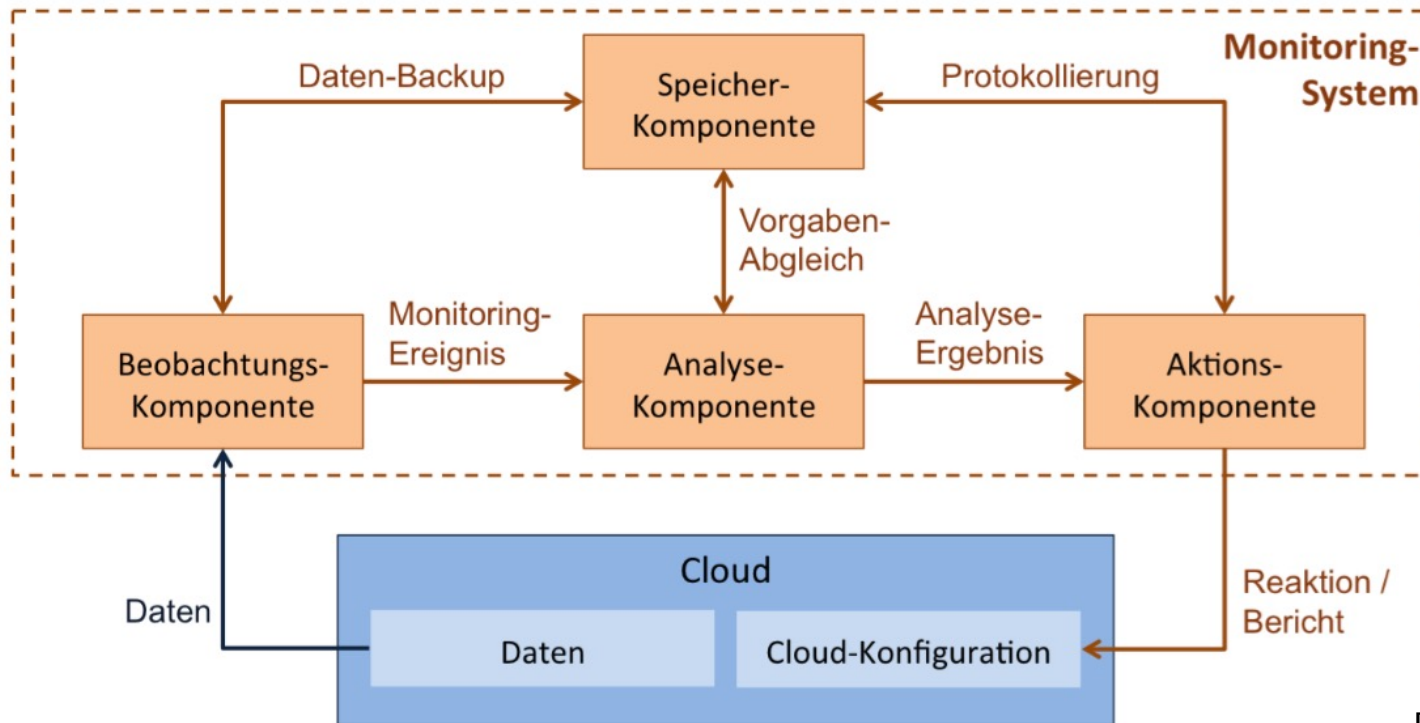 Monitoring-
System
Daten-Backup
Speicher-
Komponente
Protokollierung
Vorgaben-
Abgleich
Beobachtungs-
Komponente
Monitoring-
Ereignis
Analyse-
Komponente
Analyse-
Ergebnis
Aktions-
Komponente
Cloud
Daten
Daten
Cloud-Konfiguration
Reaktion /
Bericht